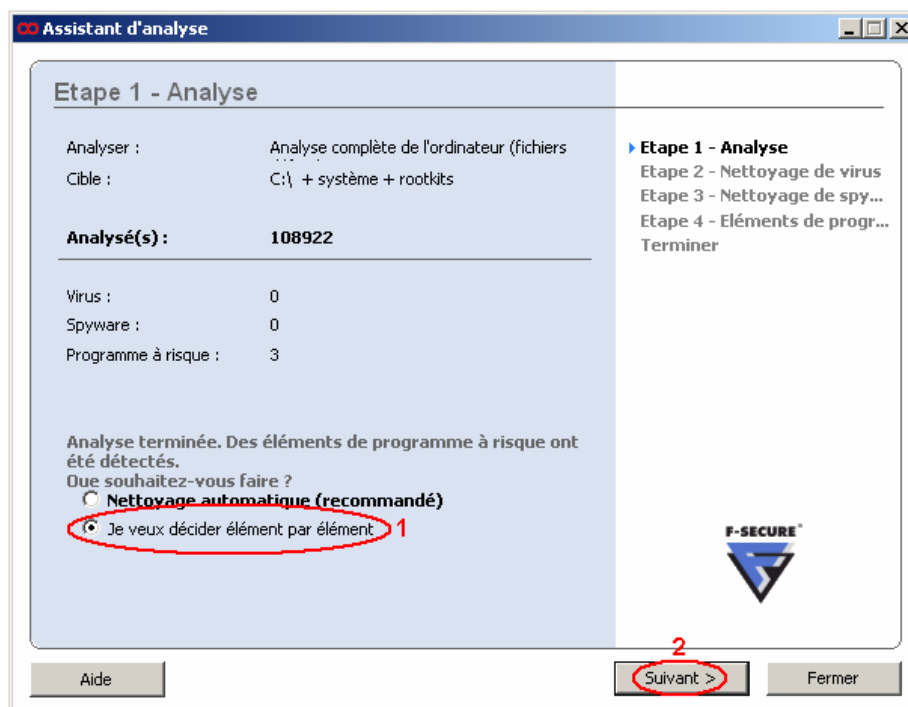 Assistant d'analyse
Etape 1 - Analyse
Analyser : Analyse complète de l'ordinateur (fichiers
Cible : C:\ + système + rootkits
Analysé(s) : 108922
Virus : 0
Spyware : 0
Programme à risque : 3
Analyse terminée. Des éléments de programme à risque ont
été détectés.
Que souhaitez-vous faire ?
Nettoyage automatique (recommandé)
Je veux décider élément par élément 1
Etape 1 - Analyse
Etape 2 - Nettoyage de virus
Etape 3 - Nettoyage de spy...
Etape 4 - Eléments de progr...
Terminer
F-SECURE®
2
Aide
Suivant >
Fermer